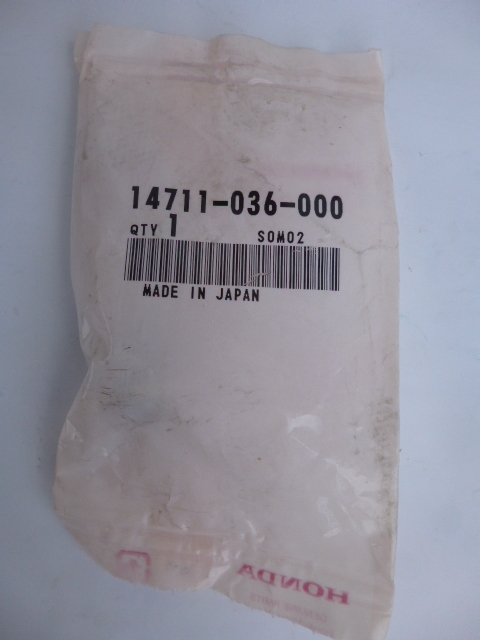 14711-036-000
QTY 1 SOM02
MADE IN JAPAN
HONDA